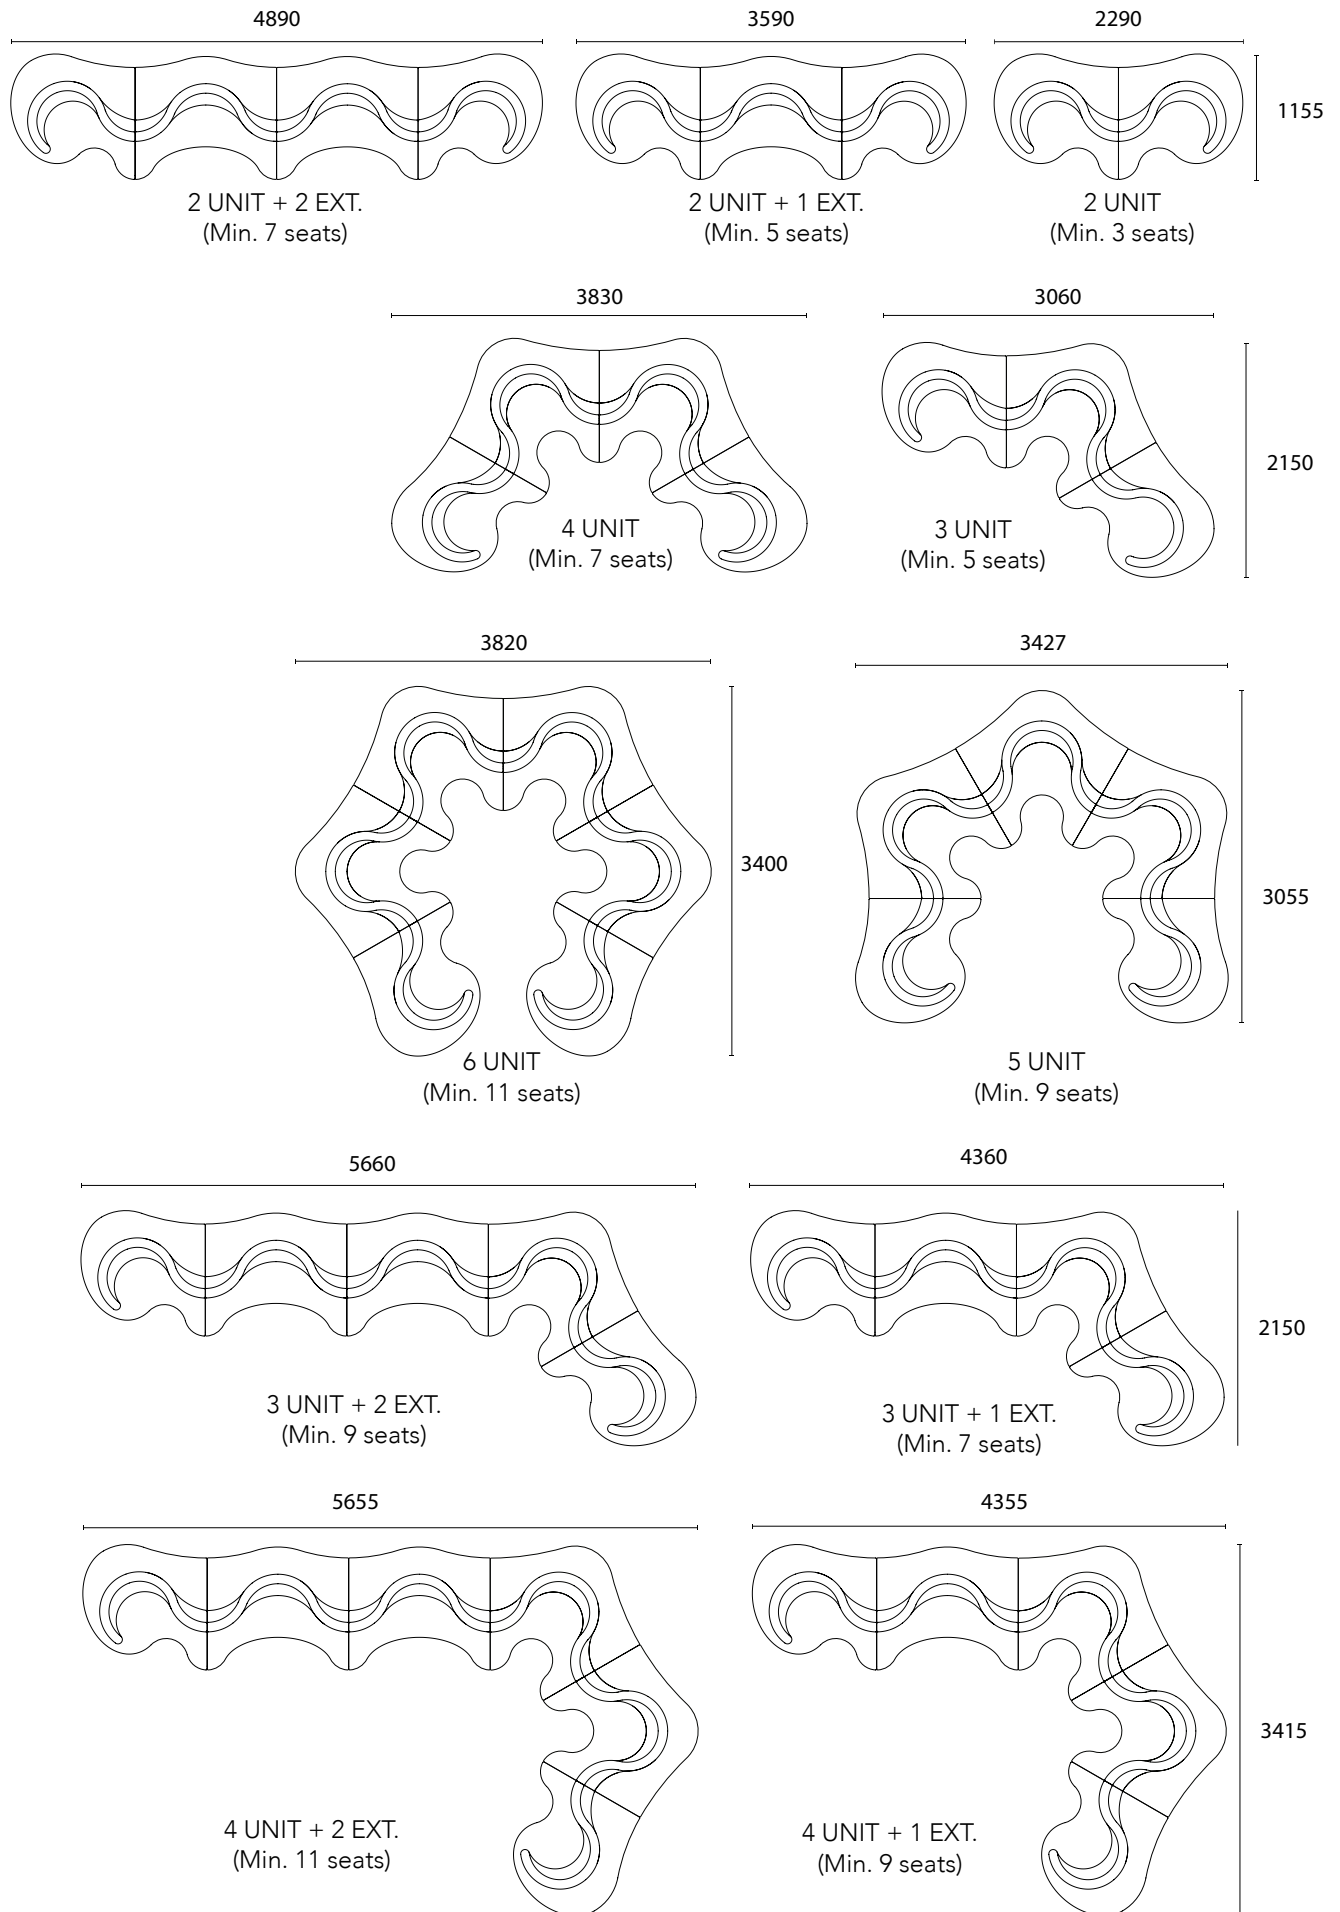 4890
3590
2290
1155
2 UNIT + 2 EXT.
(Min. 7 seats)
2 UNIT + 1 EXT.
(Min. 5 seats)
2 UNIT
(Min. 3 seats)
3830
3060
2150
4 UNIT
(Min. 7 seats)
3 UNIT
(Min. 5 seats)
3820
3427
3400
3055
6 UNIT
(Min. 11 seats)
5 UNIT
(Min. 9 seats)
5660
4360
2150
3 UNIT + 2 EXT.
(Min. 9 seats)
3 UNIT + 1 EXT.
(Min. 7 seats)
5655
4355
3415
4 UNIT + 2 EXT.
(Min. 11 seats)
4 UNIT + 1 EXT.
(Min. 9 seats)